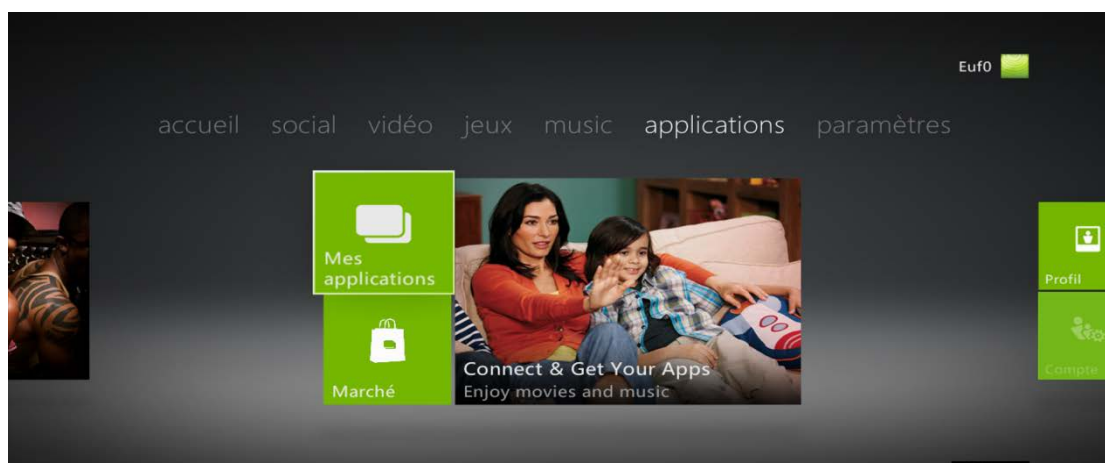 Euf0
accueil social vidéo jeux music applications paramètres
Mes
applications
Marché
Connect & Get Your Apps
Enjoy movies and music
Profil
Compte